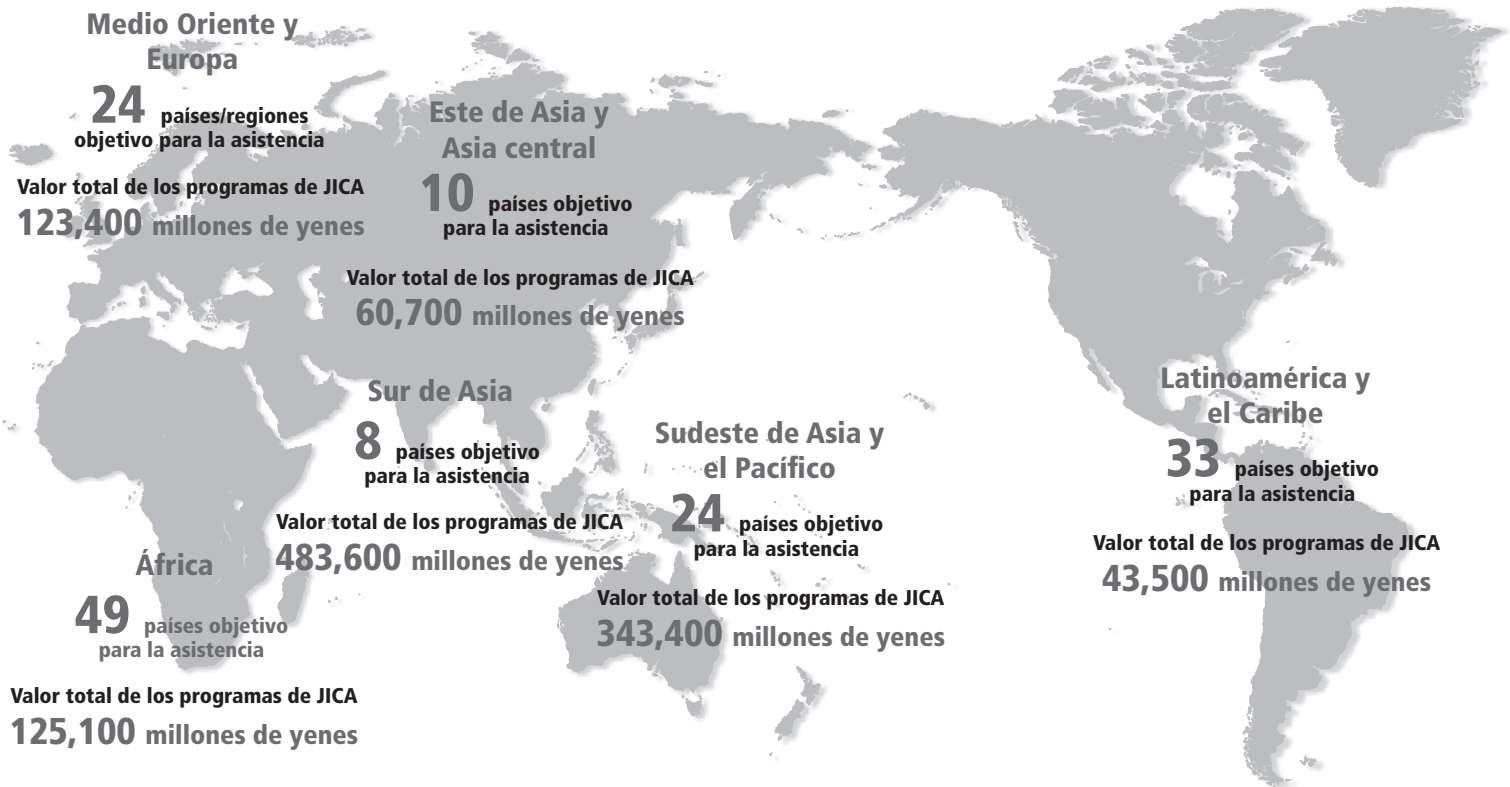 Medio Oriente y
Europa
24 países/regiones
objetivo para la asistencia
Valor total de los programas de JICA
123,400 millones de yenes
Este de Asia y
Asia central
10 países objetivo
para la asistencia
Valor total de los programas de JICA
60,700 millones de yenes
Sur de Asia
8 países objetivo
para la asistencia
Valor total de los programas de JICA
483,600 millones de yenes
Sudeste de Asia y
el Pacífico
24 países objetivo
para la asistencia
Valor total de los programas de JICA
343,400 millones de yenes
Latinoamérica y
el Caribe
33 países objetivo
para la asistencia
Valor total de los programas de JICA
43,500 millones de yenes
África
49 países objetivo
para la asistencia
Valor total de los programas de JICA
125,100 millones de yenes